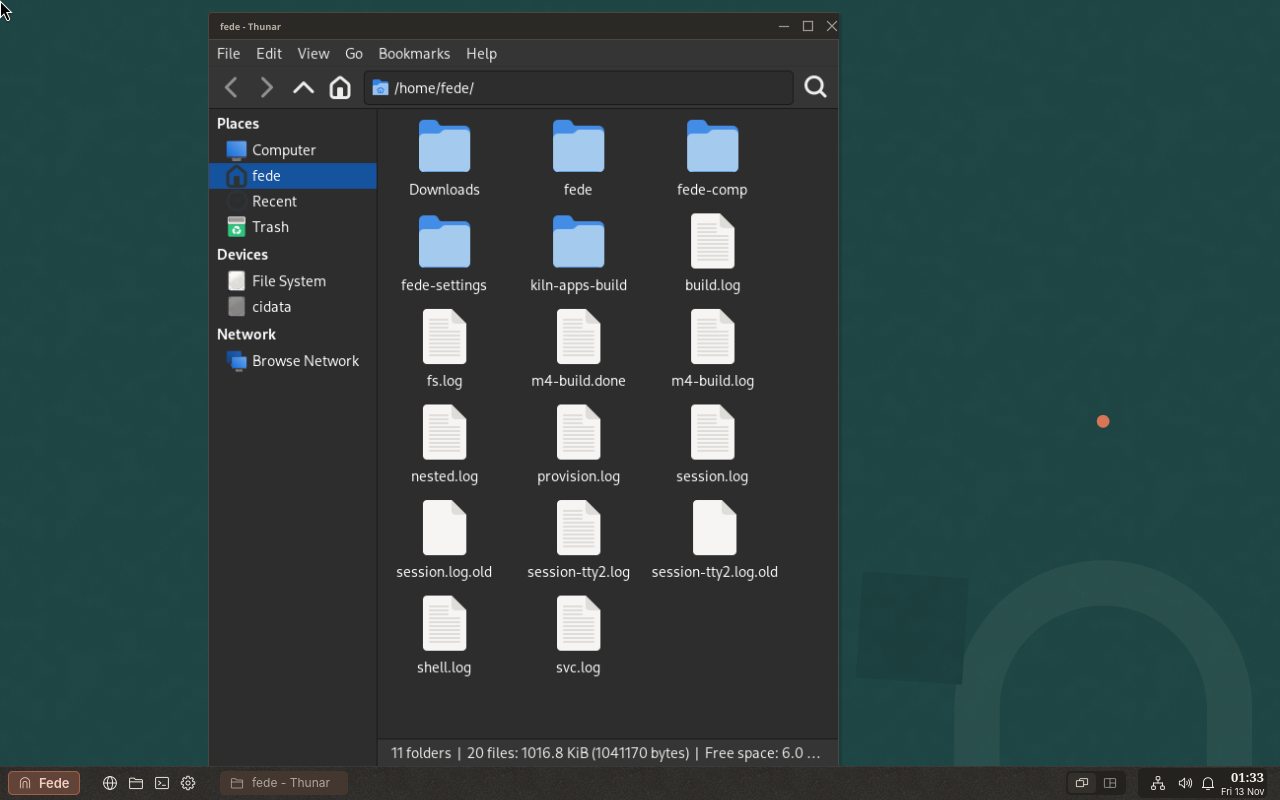 fede - Thunar
File Edit View Go Bookmarks Help
/home/fede/
Places
Computer
fede
Recent
Trash
Devices
File System
cidata
Network
Browse Network
Downloads fede fede-comp
fede-settings kiln-apps-build build.log
fs.log m4-build.done m4-build.log
nested.log provision.log session.log
session.log.old session-tty2.log session-tty2.log.old
shell.log svc.log
11 folders | 20 files: 1016.8 KiB (1041170 bytes) | Free space: 6.0 ...
Fede fede - Thunar 01:33
Fri 13 Nov